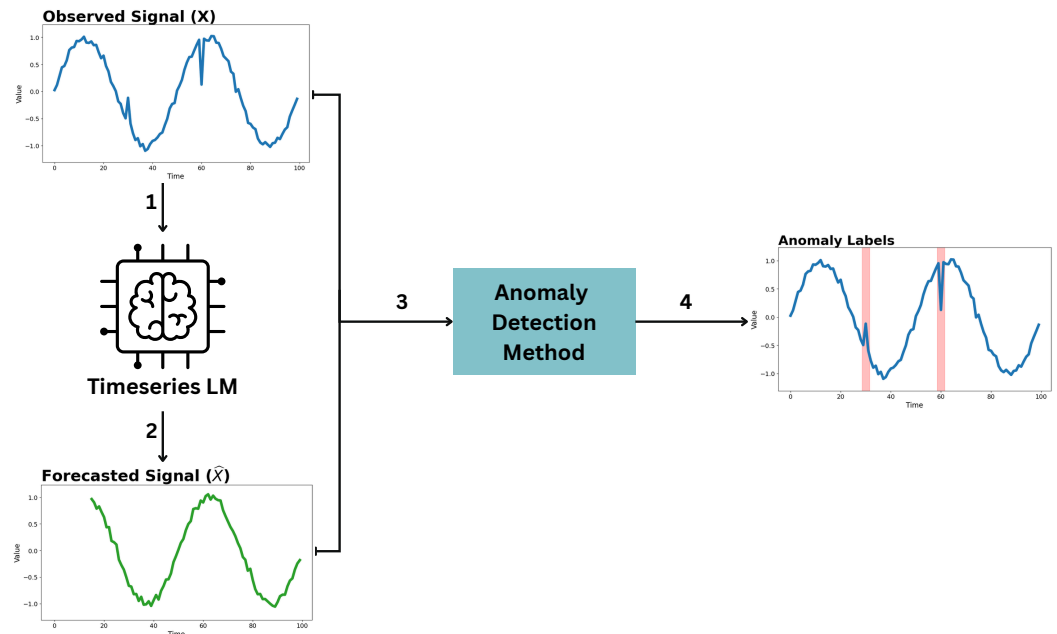 Observed Signal (X)
1.0
0.5
0.0
−0.5
−1.0
Value
0 20 40 60 80 100
Time
1
Timeseries LM
2
Forecasted Signal (X̂)
1.0
0.5
0.0
−0.5
−1.0
Value
0 20 40 60 80 100
Time
3
Anomaly
Detection
Method
4
Anomaly Labels
1.0
0.5
0.0
−0.5
−1.0
Value
0 20 40 60 80 100
Time